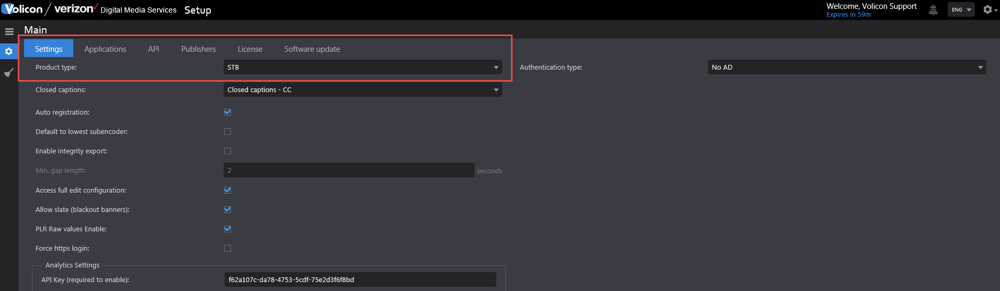 Volicon / verizon✓ Digital Media Services Setup
Welcome, Volicon Support
Expires in 59m
ENG
Main
Settings Applications API Publishers License Software update
Product type: STB Authentication type: No AD
Closed captions: Closed captions - CC
Auto registration:
Default to lowest subencoder:
Enable integrity export:
Min. gap length: 2 seconds
Access full edit configuration:
Allow slate (blackout banners):
PLR Raw values Enable:
Force https login:
Analytics Settings
API Key (required to enable): f62a107c-da78-4753-5cdf-75e2d3f6f8bd